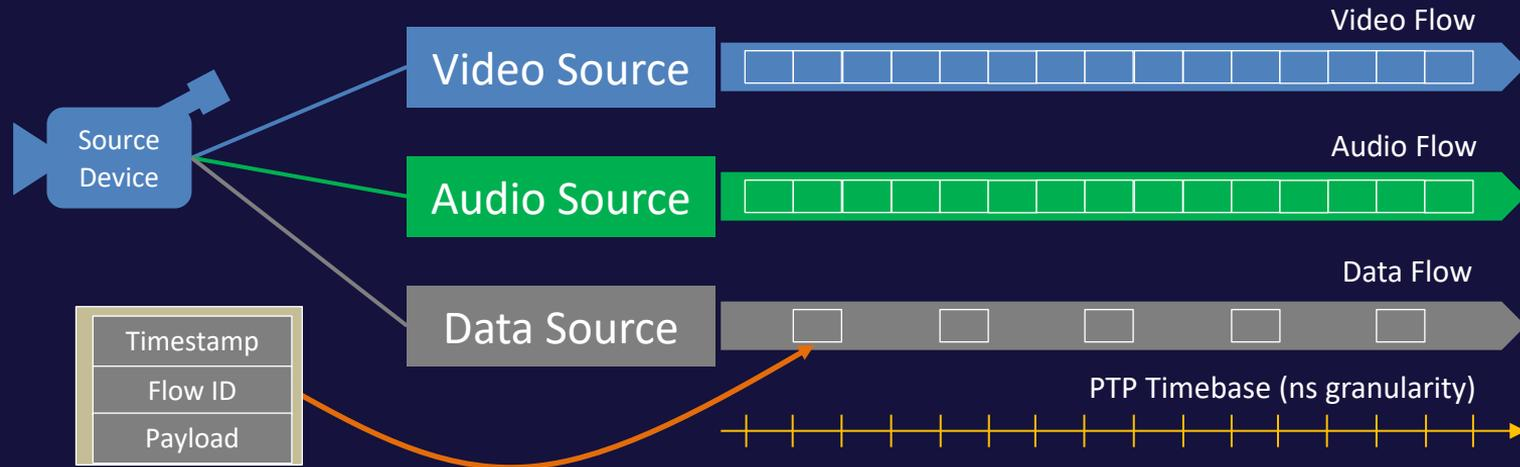 Video Flow
Video Source
Source
Device
Audio Flow
Audio Source
Data Flow
Data Source
Timestamp
Flow ID
Payload
PTP Timebase (ns granularity)